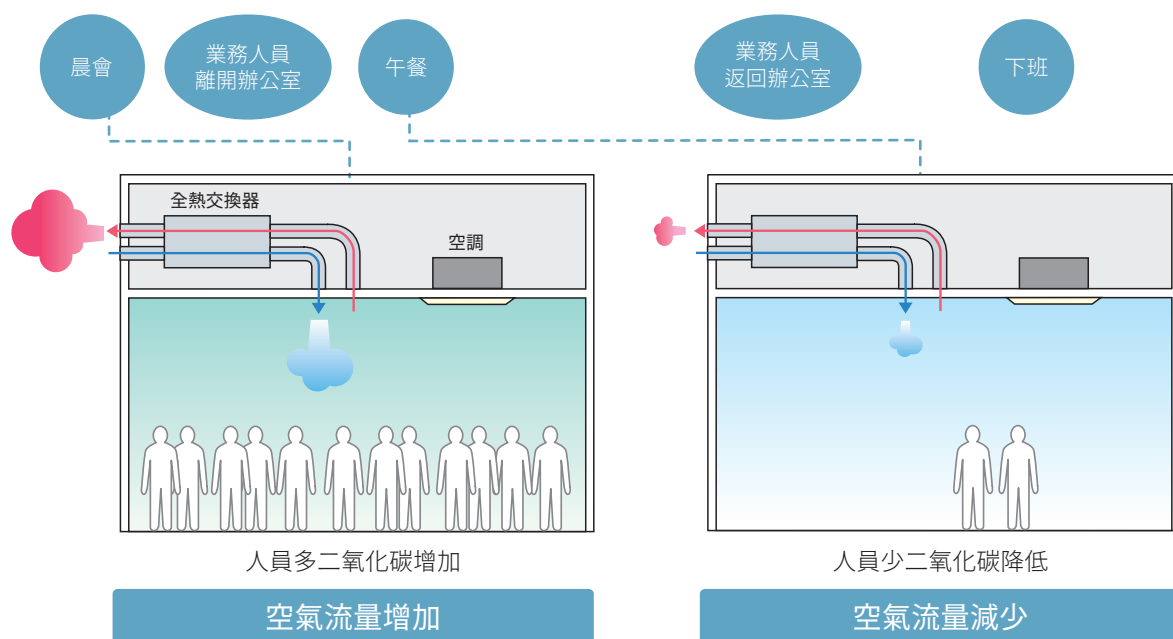 晨會
業務人員
離開辦公室
午餐
業務人員
返回辦公室
下班
全熱交換器
空調
人員多二氧化碳增加
人員少二氧化碳降低
空氣流量增加
空氣流量減少